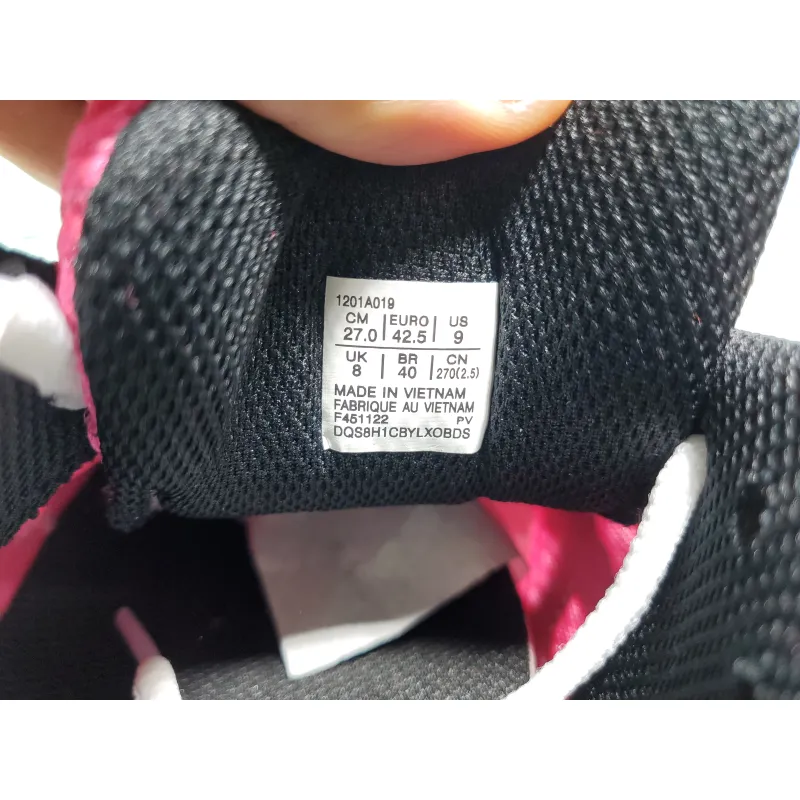 1201A019
CM EURO US
27.0 42.5 9
UK BR CN
8 40 270(2.5)
MADE IN VIETNAM
FABRIQUE AU VIETNAM
F451122 PV
DQS8H1CBYLXOBDS